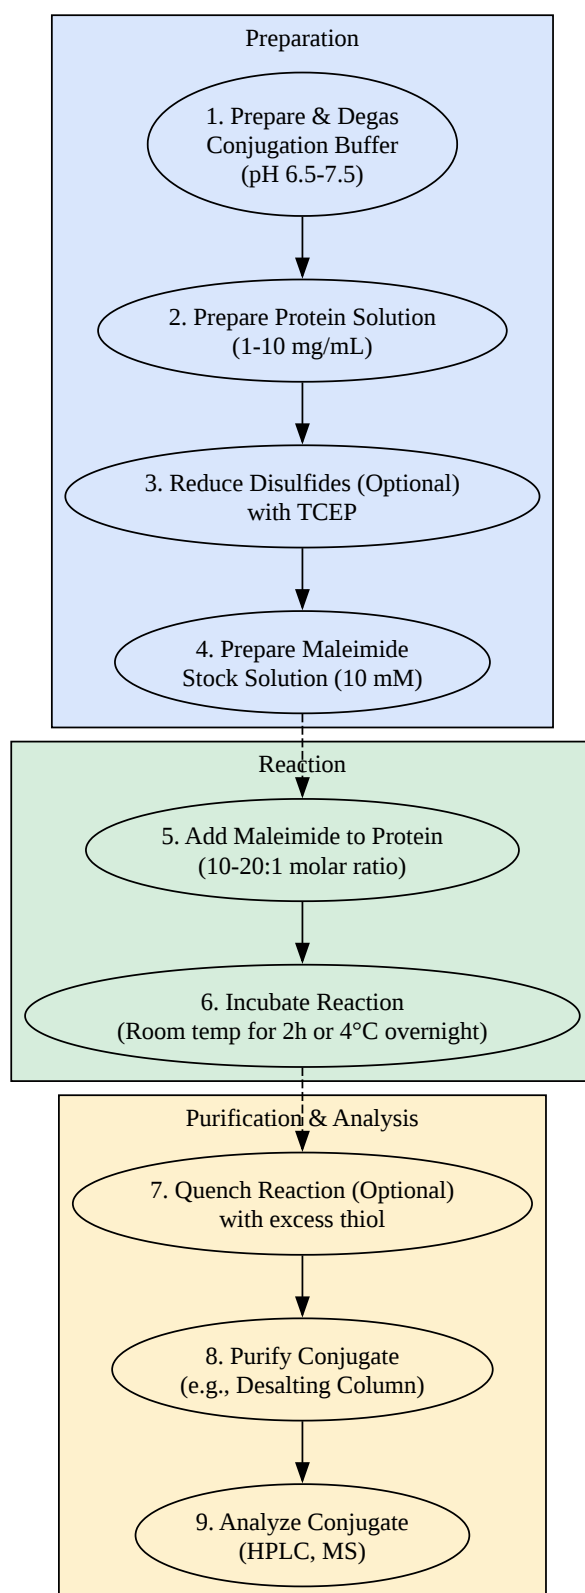 Preparation
1. Prepare & Degas
Conjugation Buffer
(pH 6.5-7.5)
2. Prepare Protein Solution
(1-10 mg/mL)
3. Reduce Disulfides (Optional)
with TCEP
4. Prepare Maleimide
Stock Solution (10 mM)
Reaction
5. Add Maleimide to Protein
(10-20:1 molar ratio)
6. Incubate Reaction
(Room temp for 2h or 4°C overnight)
Purification & Analysis
7. Quench Reaction (Optional)
with excess thiol
8. Purify Conjugate
(e.g., Desalting Column)
9. Analyze Conjugate
(HPLC, MS)